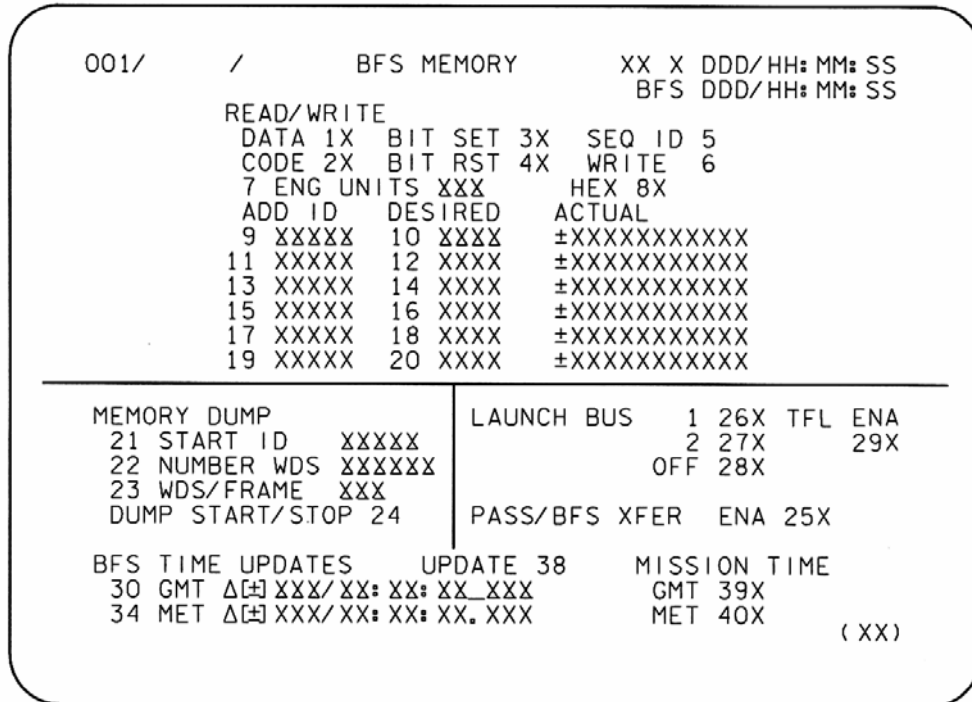 001/ / BFS MEMORY XX X DDD/HH:MM:SS
BFS DDD/HH:MM:SS
READ/WRITE
DATA 1X BIT SET 3X SEQ ID 5
CODE 2X BIT RST 4X WRITE 6
7 ENG UNITS XXX HEX 8X
ADD ID DESIRED ACTUAL
9 XXXXX 10 XXXX ±XXXXXXXXXXX
11 XXXXX 12 XXXX ±XXXXXXXXXXX
13 XXXXX 14 XXXX ±XXXXXXXXXXX
15 XXXXX 16 XXXX ±XXXXXXXXXXX
17 XXXXX 18 XXXX ±XXXXXXXXXXX
19 XXXXX 20 XXXX ±XXXXXXXXXXX
MEMORY DUMP
21 START ID XXXXX
22 NUMBER WDS XXXXXX
23 WDS/FRAME XXX
DUMP START/STOP 24
LAUNCH BUS 1 26X TFL ENA
2 27X 29X
OFF 28X
PASS/BFS XFER ENA 25X
BFS TIME UPDATES UPDATE 38 MISSION TIME
30 GMT Δ[±]XXX/XX:XX:XX_XXX GMT 39X
34 MET Δ[±]XXX/XX:XX:XX.XXX MET 40X
(XX)